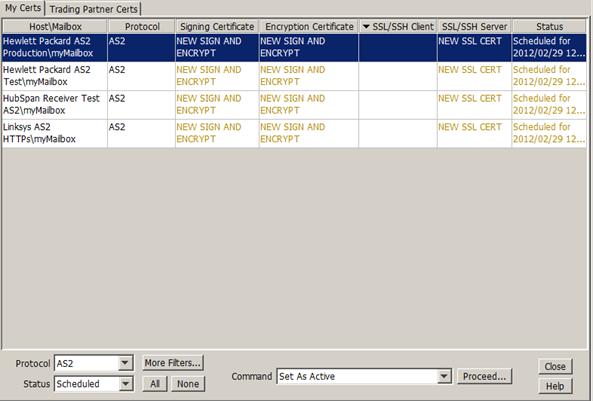 My Certs Trading Partner Certs
Host\Mailbox Protocol Signing Certificate Encryption Certificate SSL/SSH Client SSL/SSH Server Status
Hewlett Packard AS2 AS2 NEW SIGN AND NEW SIGN AND NEW SSL CERT Scheduled for
Production\myMailbox ENCRYPT ENCRYPT 2012/02/29 12...
Hewlett Packard AS2 AS2 NEW SIGN AND NEW SIGN AND NEW SSL CERT Scheduled for
Test\myMailbox ENCRYPT ENCRYPT 2012/02/29 12...
HubSpan Receiver Test AS2 NEW SIGN AND NEW SIGN AND NEW SSL CERT Scheduled for
AS2\myMailbox ENCRYPT ENCRYPT 2012/02/29 12...
Linksys AS2 AS2 NEW SIGN AND NEW SIGN AND NEW SSL CERT Scheduled for
HTTPs\myMailbox ENCRYPT ENCRYPT 2012/02/29 12...
Protocol AS2 More Filters...
Status Scheduled All None
Command Set As Active Proceed...
Close
Help